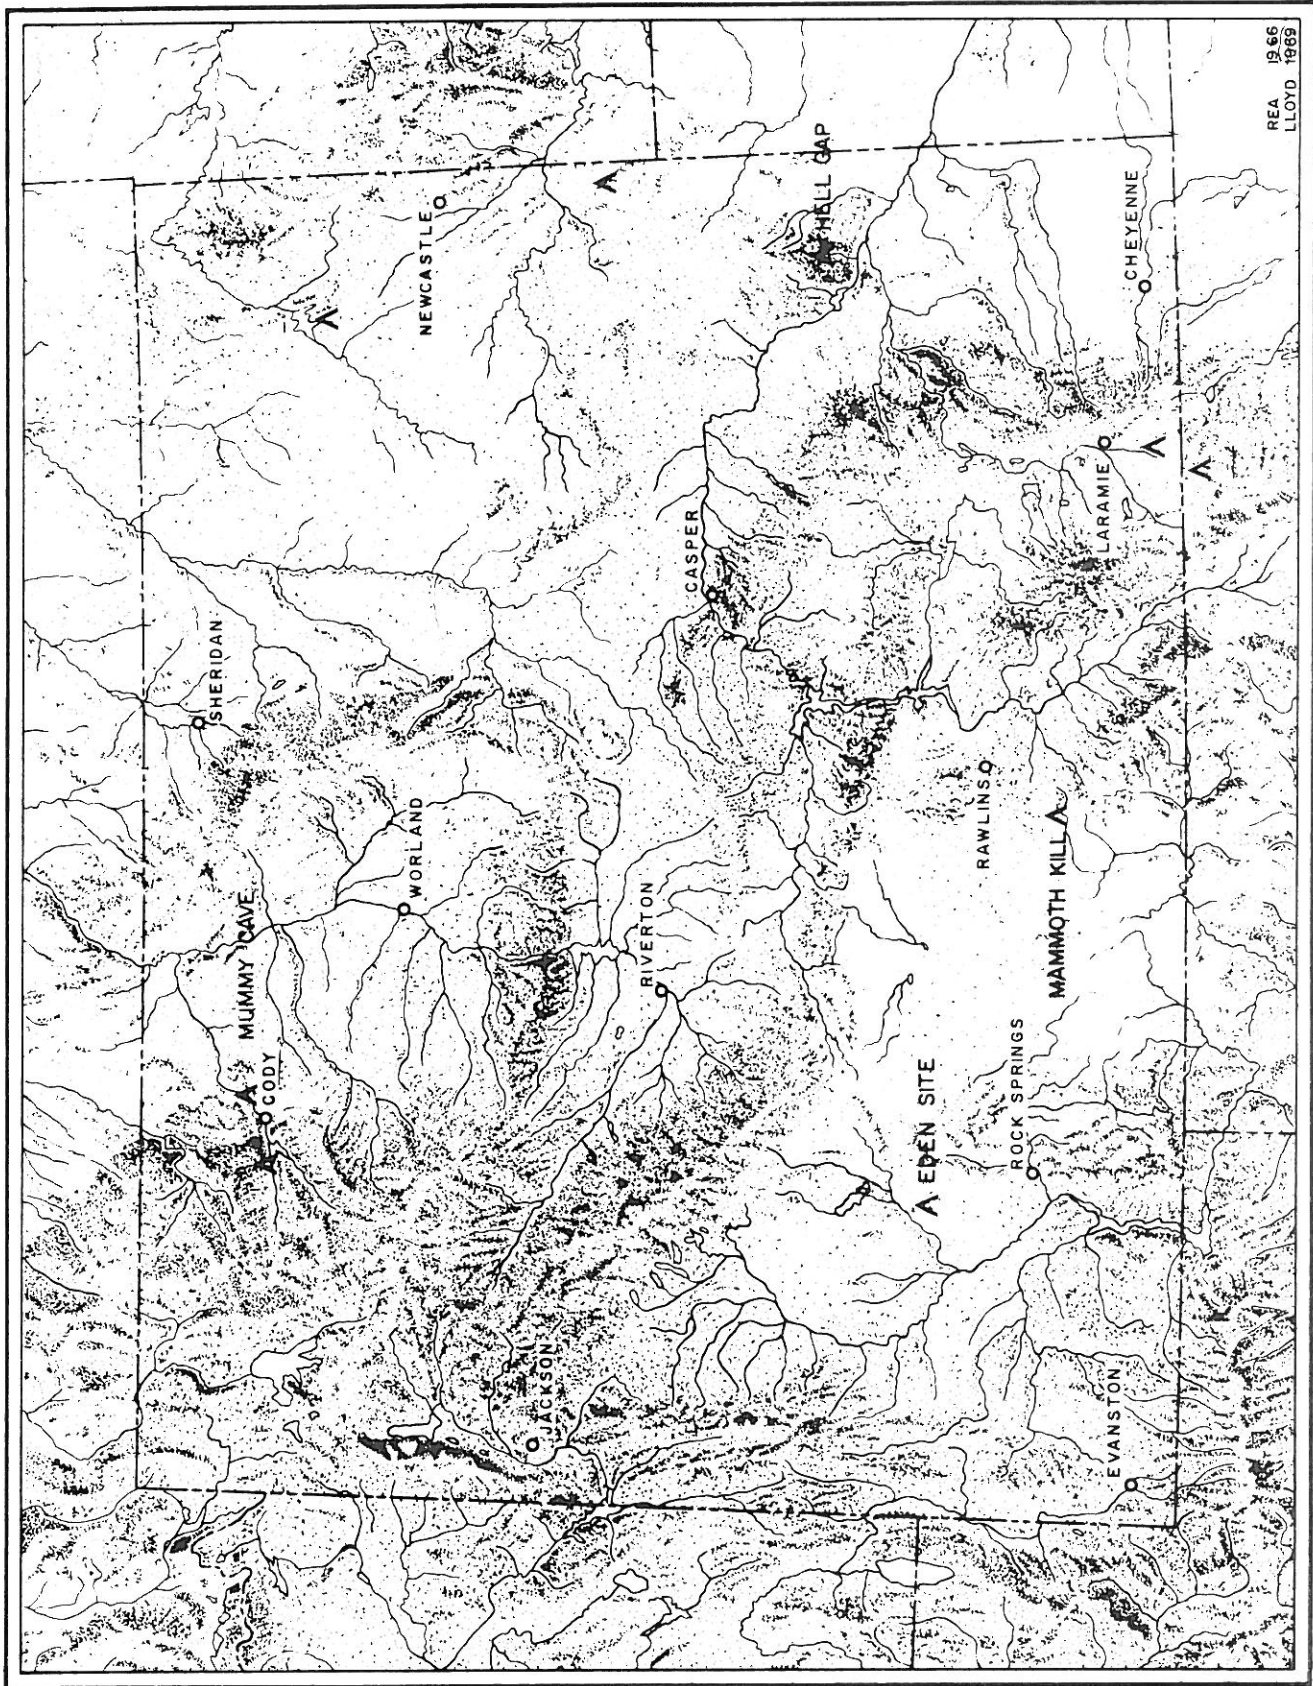 SHERIDAN
MUMMY CAVE
CODY
NEWCASTLE
WORLAND
JACKSON
RIVERTON
CASPER
HELL GAP
EDEN SITE
RAWLINS
ROCK SPRINGS
MAMMOTH KILL
LARAMIE
CHEYENNE
EVANSTON
REA 1966
LLOYD 1969